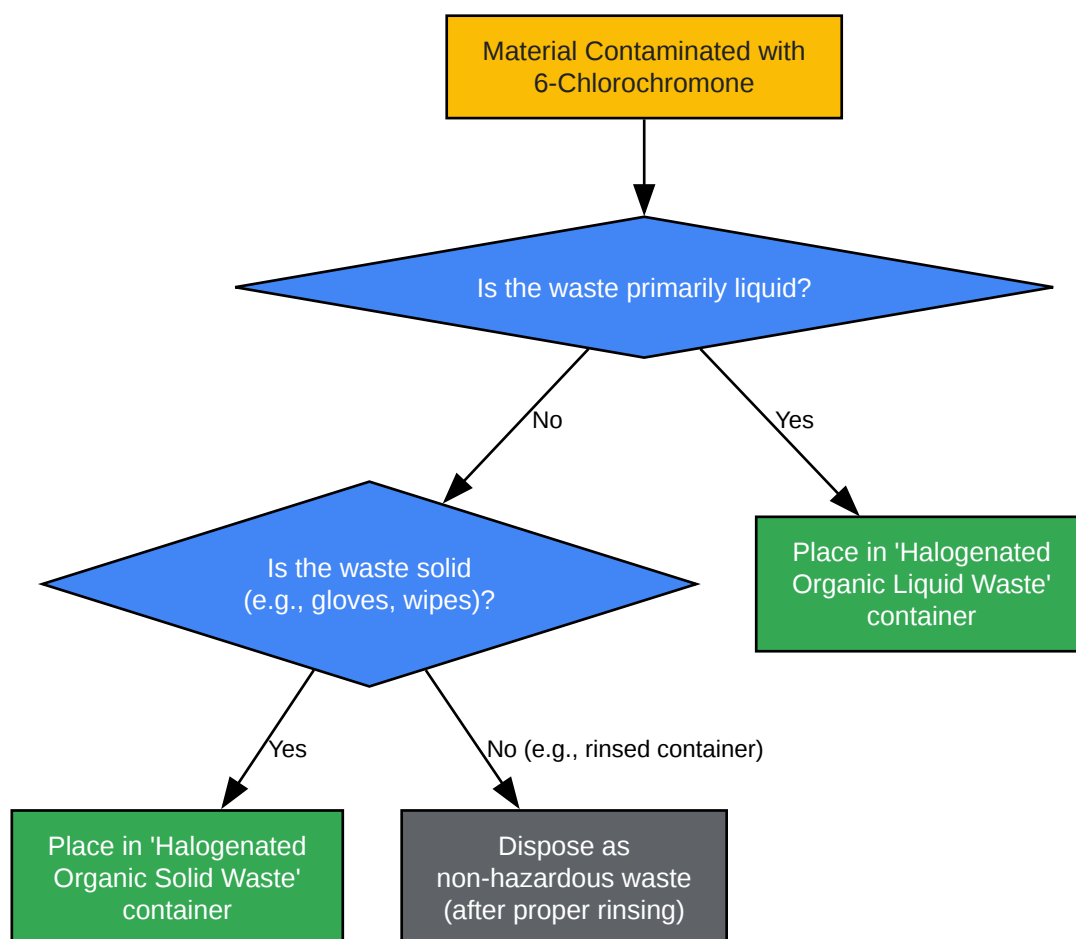 Material Contaminated with
6-Chlorochromone
Is the waste primarily liquid?
No
Yes
Is the waste solid
(e.g., gloves, wipes)?
Place in 'Halogenated
Organic Liquid Waste'
container
Yes
No (e.g., rinsed container)
Place in 'Halogenated
Organic Solid Waste'
container
Dispose as
non-hazardous waste
(after proper rinsing)